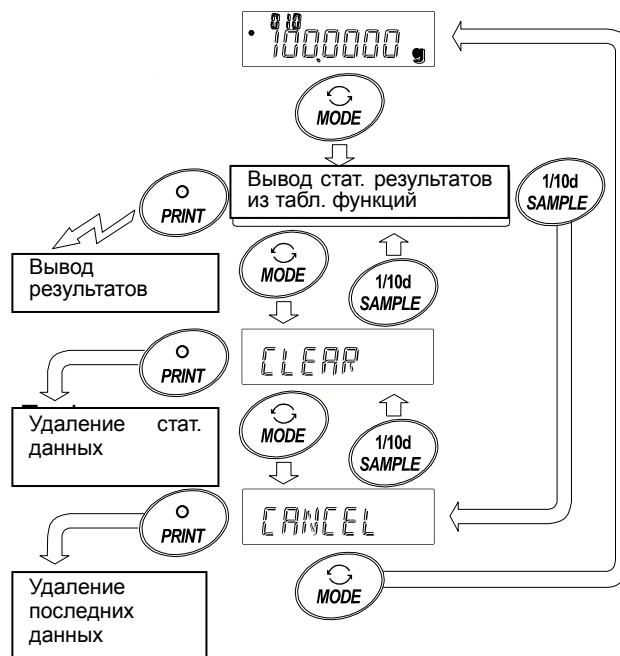 010
100.0000 g
MODE
Вывод стат. результатов
из табл. функций
PRINT
1/10d
SAMPLE
Вывод
результатов
MODE
1/10d
SAMPLE
CLEAR
PRINT
Удаление стат.
данных
MODE
1/10d
SAMPLE
CANCEL
PRINT
Удаление
последних
данных
MODE